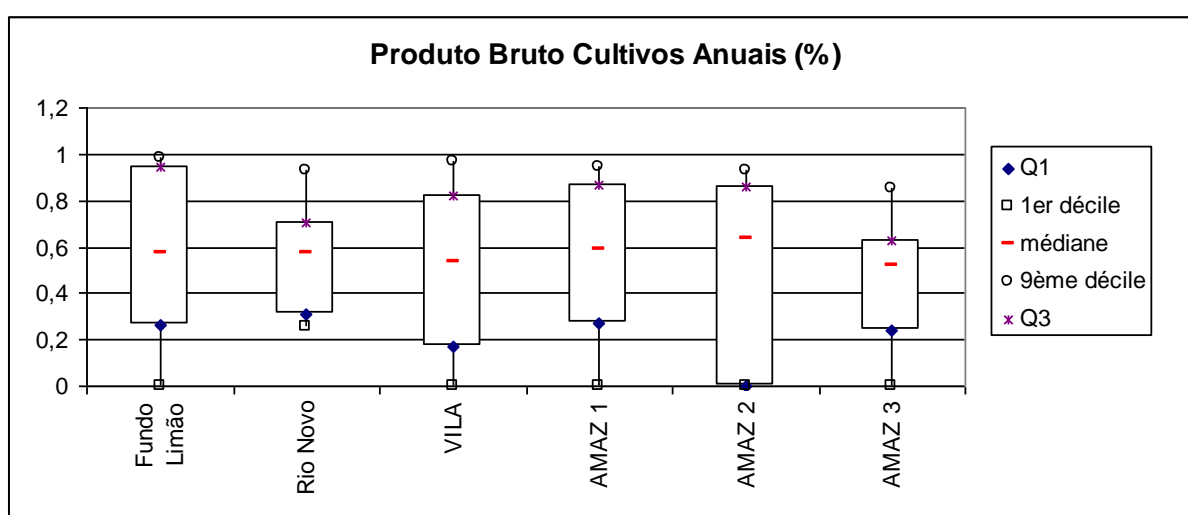 Produto Bruto Cultivos Anuais (%)
1,2
1
0,8
0,6
0,4
0,2
0
Fundo
Limão
Rio Novo
VILA
AMAZ 1
AMAZ 2
AMAZ 3
Q1
1er décile
médiane
9ème décile
Q3